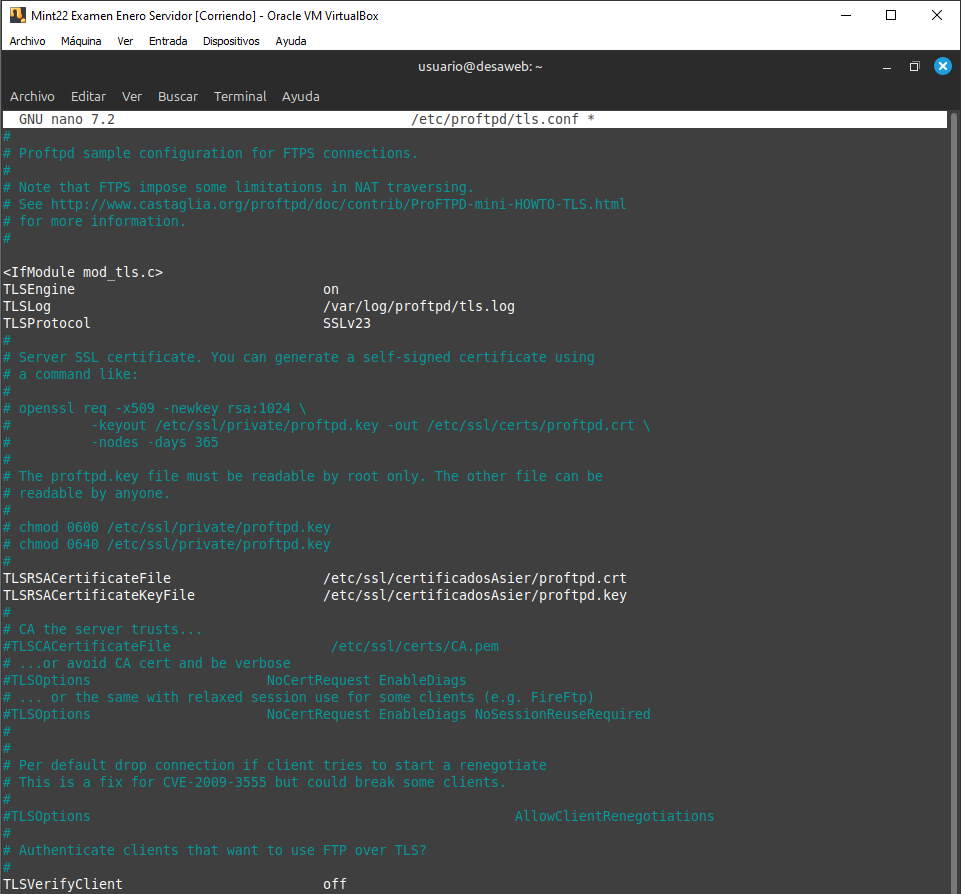 Mint22 Examen Enero Servidor [Corriendo] - Oracle VM VirtualBox
Archivo Máquina Ver Entrada Dispositivos Ayuda
usuario@desaweb: ~
Archivo Editar Ver Buscar Terminal Ayuda
GNU nano 7.2 /etc/proftpd/tls.conf *
#
# Proftpd sample configuration for FTPS connections.
#
# Note that FTPS impose some limitations in NAT traversing.
# See http://www.castaglia.org/proftpd/doc/contrib/ProFTPD-mini-HOWTO-TLS.html
# for more information.
#
<IfModule mod_tls.c>
TLSEngine on
TLSLog /var/log/proftpd/tls.log
TLSProtocol SSLv23
#
# Server SSL certificate. You can generate a self-signed certificate using
# a command like:
#
# openssl req -x509 -newkey rsa:1024 \
# -keyout /etc/ssl/private/proftpd.key -out /etc/ssl/certs/proftpd.crt \
# -nodes -days 365
#
# The proftpd.key file must be readable by root only. The other file can be
# readable by anyone.
#
# chmod 0600 /etc/ssl/private/proftpd.key
# chmod 0640 /etc/ssl/private/proftpd.key
#
TLSRSACertificateFile /etc/ssl/certificadosAsier/proftpd.crt
TLSRSACertificateKeyFile /etc/ssl/certificadosAsier/proftpd.key
#
# CA the server trusts...
#TLSCACertificateFile /etc/ssl/certs/CA.pem
# ...or avoid CA cert and be verbose
#TLSOptions NoCertRequest EnableDiags
# ... or the same with relaxed session use for some clients (e.g. FireFtp)
#TLSOptions NoCertRequest EnableDiags NoSessionReuseRequired
#
#
# Per default drop connection if client tries to start a renegotiate
# This is a fix for CVE-2009-3555 but could break some clients.
#
#TLSOptions AllowClientRenegotiations
#
# Authenticate clients that want to use FTP over TLS?
#
TLSVerifyClient off